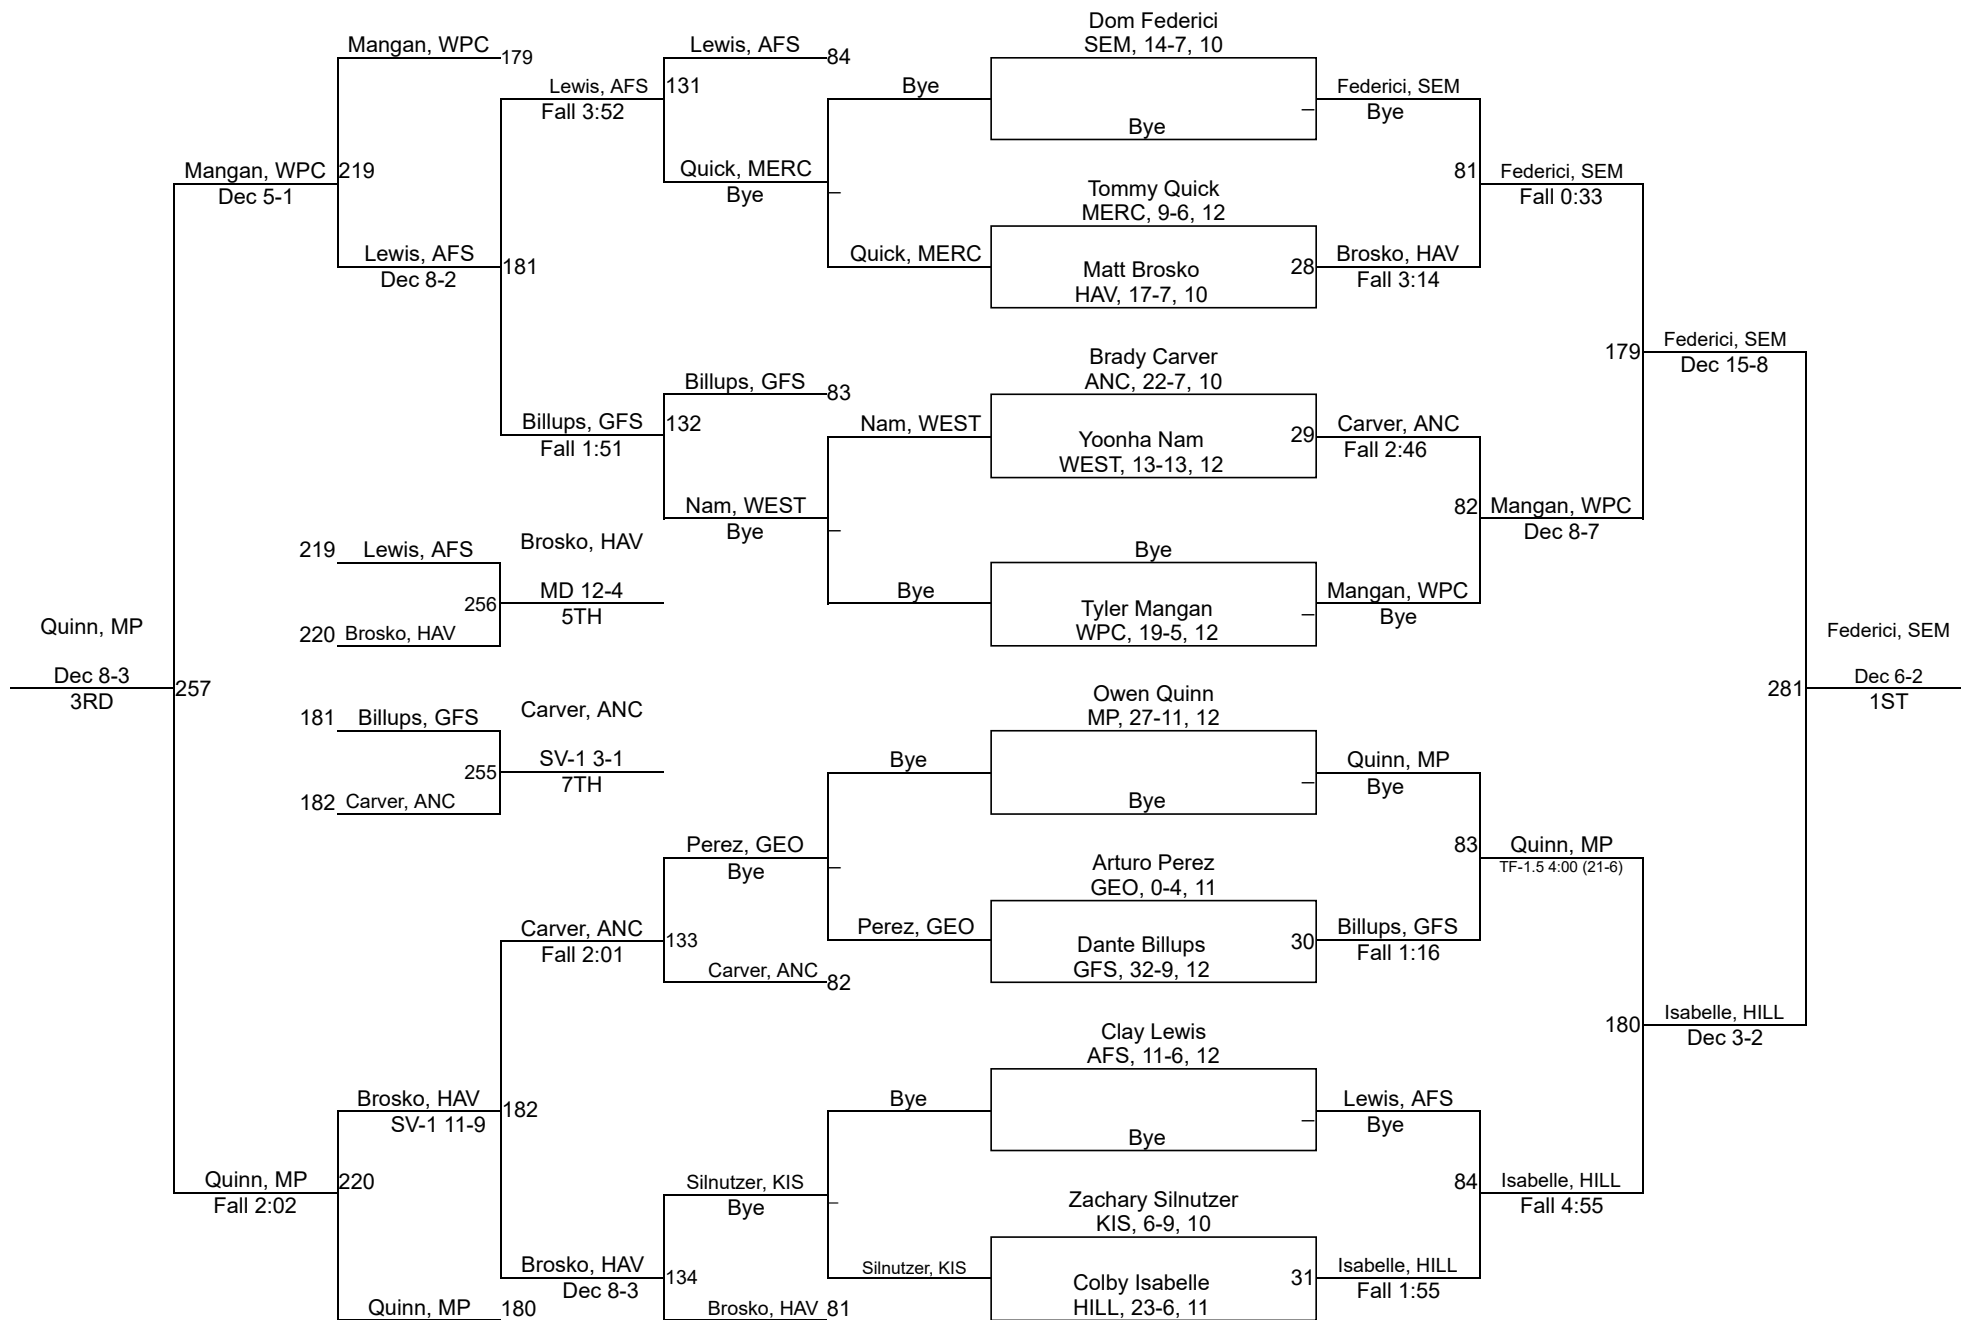 Dom Federici
SEM, 14-7, 10
Mangan, WPC
179
Lewis, AFS
84
Lewis, AFS
131
Fall 3:52
Bye
Federici, SEM
Bye
Bye
Quick, MERC
Bye
81
Federici, SEM
Fall 0:33
Mangan, WPC
219
Dec 5-1
Tommy Quick
MERC, 9-6, 12
Lewis, AFS
181
Dec 8-2
Quick, MERC
Matt Brosko
HAV, 17-7, 10
28
Brosko, HAV
Fall 3:14
Brady Carver
ANC, 22-7, 10
179
Federici, SEM
Dec 15-8
Billups, GFS
83
Billups, GFS
132
Fall 1:51
Nam, WEST
Yoonha Nam
WEST, 13-13, 12
29
Carver, ANC
Fall 2:46
Nam, WEST
Bye
82
Mangan, WPC
Dec 8-7
219
Lewis, AFS
Brosko, HAV
Bye
256
MD 12-4
5TH
Bye
Tyler Mangan
WPC, 19-5, 12
Mangan, WPC
Bye
220
Brosko, HAV
Quinn, MP
Dec 8-3
3RD
257
Federici, SEM
281
Dec 6-2
1ST
Owen Quinn
MP, 27-11, 12
181
Billups, GFS
Carver, ANC
255
SV-1 3-1
7TH
Bye
Bye
Quinn, MP
Bye
182
Carver, ANC
Perez, GEO
Bye
83
Quinn, MP
TF-1.5 4:00 (21-6)
Arturo Perez
GEO, 0-4, 11
Carver, ANC
133
Fall 2:01
Perez, GEO
Dante Billups
GFS, 32-9, 12
30
Billups, GFS
Fall 1:16
Carver, ANC
82
Clay Lewis
AFS, 11-6, 12
180
Isabelle, HILL
Dec 3-2
Brosko, HAV
182
SV-1 11-9
Bye
Bye
Lewis, AFS
Bye
Quinn, MP
220
Fall 2:02
Silnutzer, KIS
Bye
84
Isabelle, HILL
Fall 4:55
Zachary Silnutzer
KIS, 6-9, 10
Brosko, HAV
134
Dec 8-3
Silnutzer, KIS
Colby Isabelle
HILL, 23-6, 11
31
Isabelle, HILL
Fall 1:55
Quinn, MP
180
Brosko, HAV
81